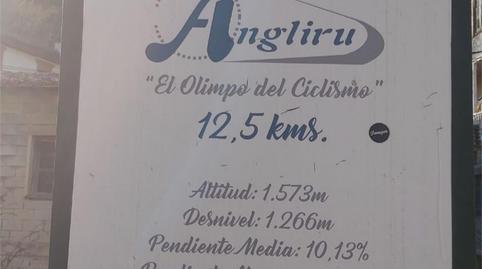 Angliru
"El Olimpo del Ciclismo"
12,5 kms.
Altitud: 1.573m
Desnivel: 1.266m
Pendiente Media: 10,13%